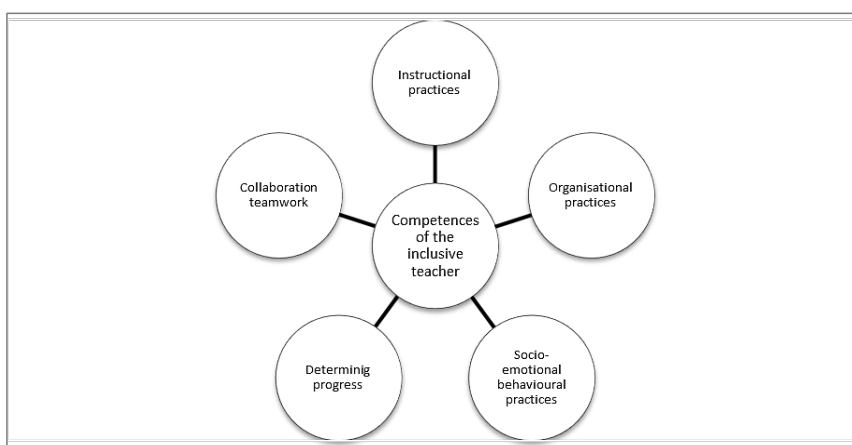 Instructional
practices
Collaboration
teamwork
Organisational
practices
Competences
of the
inclusive
teacher
Determinig
progress
Socio-
emotional
behavioural
practices